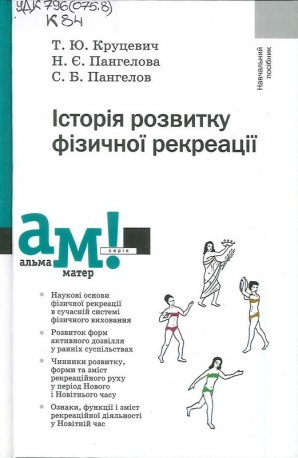 УДК 796(075.8)
К 84
Т. Ю. Круцевич
Н. Є. Пангелова
С. Б. Пангелов
Навчальний
посібник
Історія розвитку
фізичної рекреації
ам!
серія
альма
матер
Наукові основи
фізичної рекреації
в сучасній системі
фізичного виховання
Розвиток форм
активного дозвілля
у ранніх суспільствах
Чинники розвитку,
форми та зміст
рекреаційного руху
у період Нового
і Новітнього часу
Ознаки, функції і зміст
рекреаційної діяльності
у Новітній час